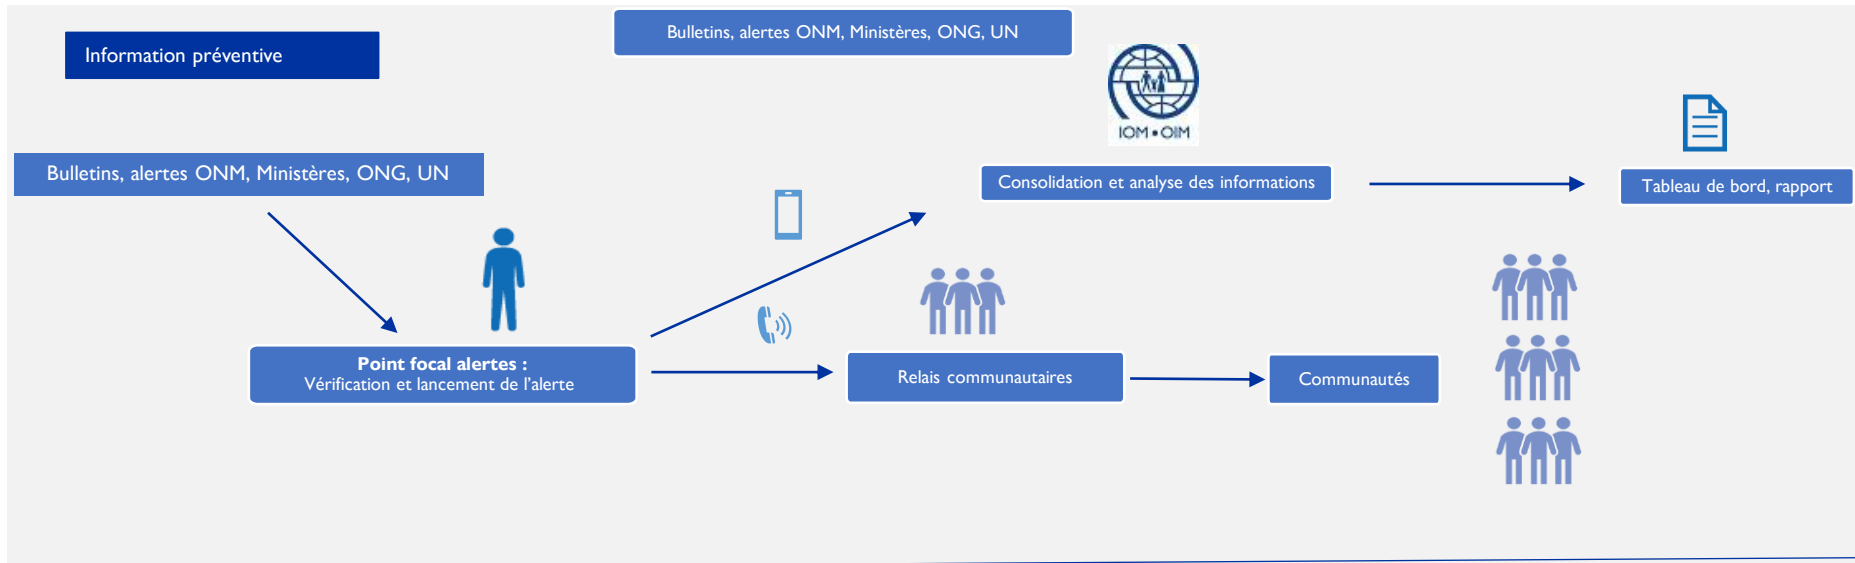 Bulletins, alertes ONM, Ministères, ONG, UN
Information préventive
IOM • OIM
Bulletins, alertes ONM, Ministères, ONG, UN
Consolidation et analyse des informations
Tableau de bord, rapport
Point focal alertes :
Vérification et lancement de l’alerte
Relais communautaires
Communautés